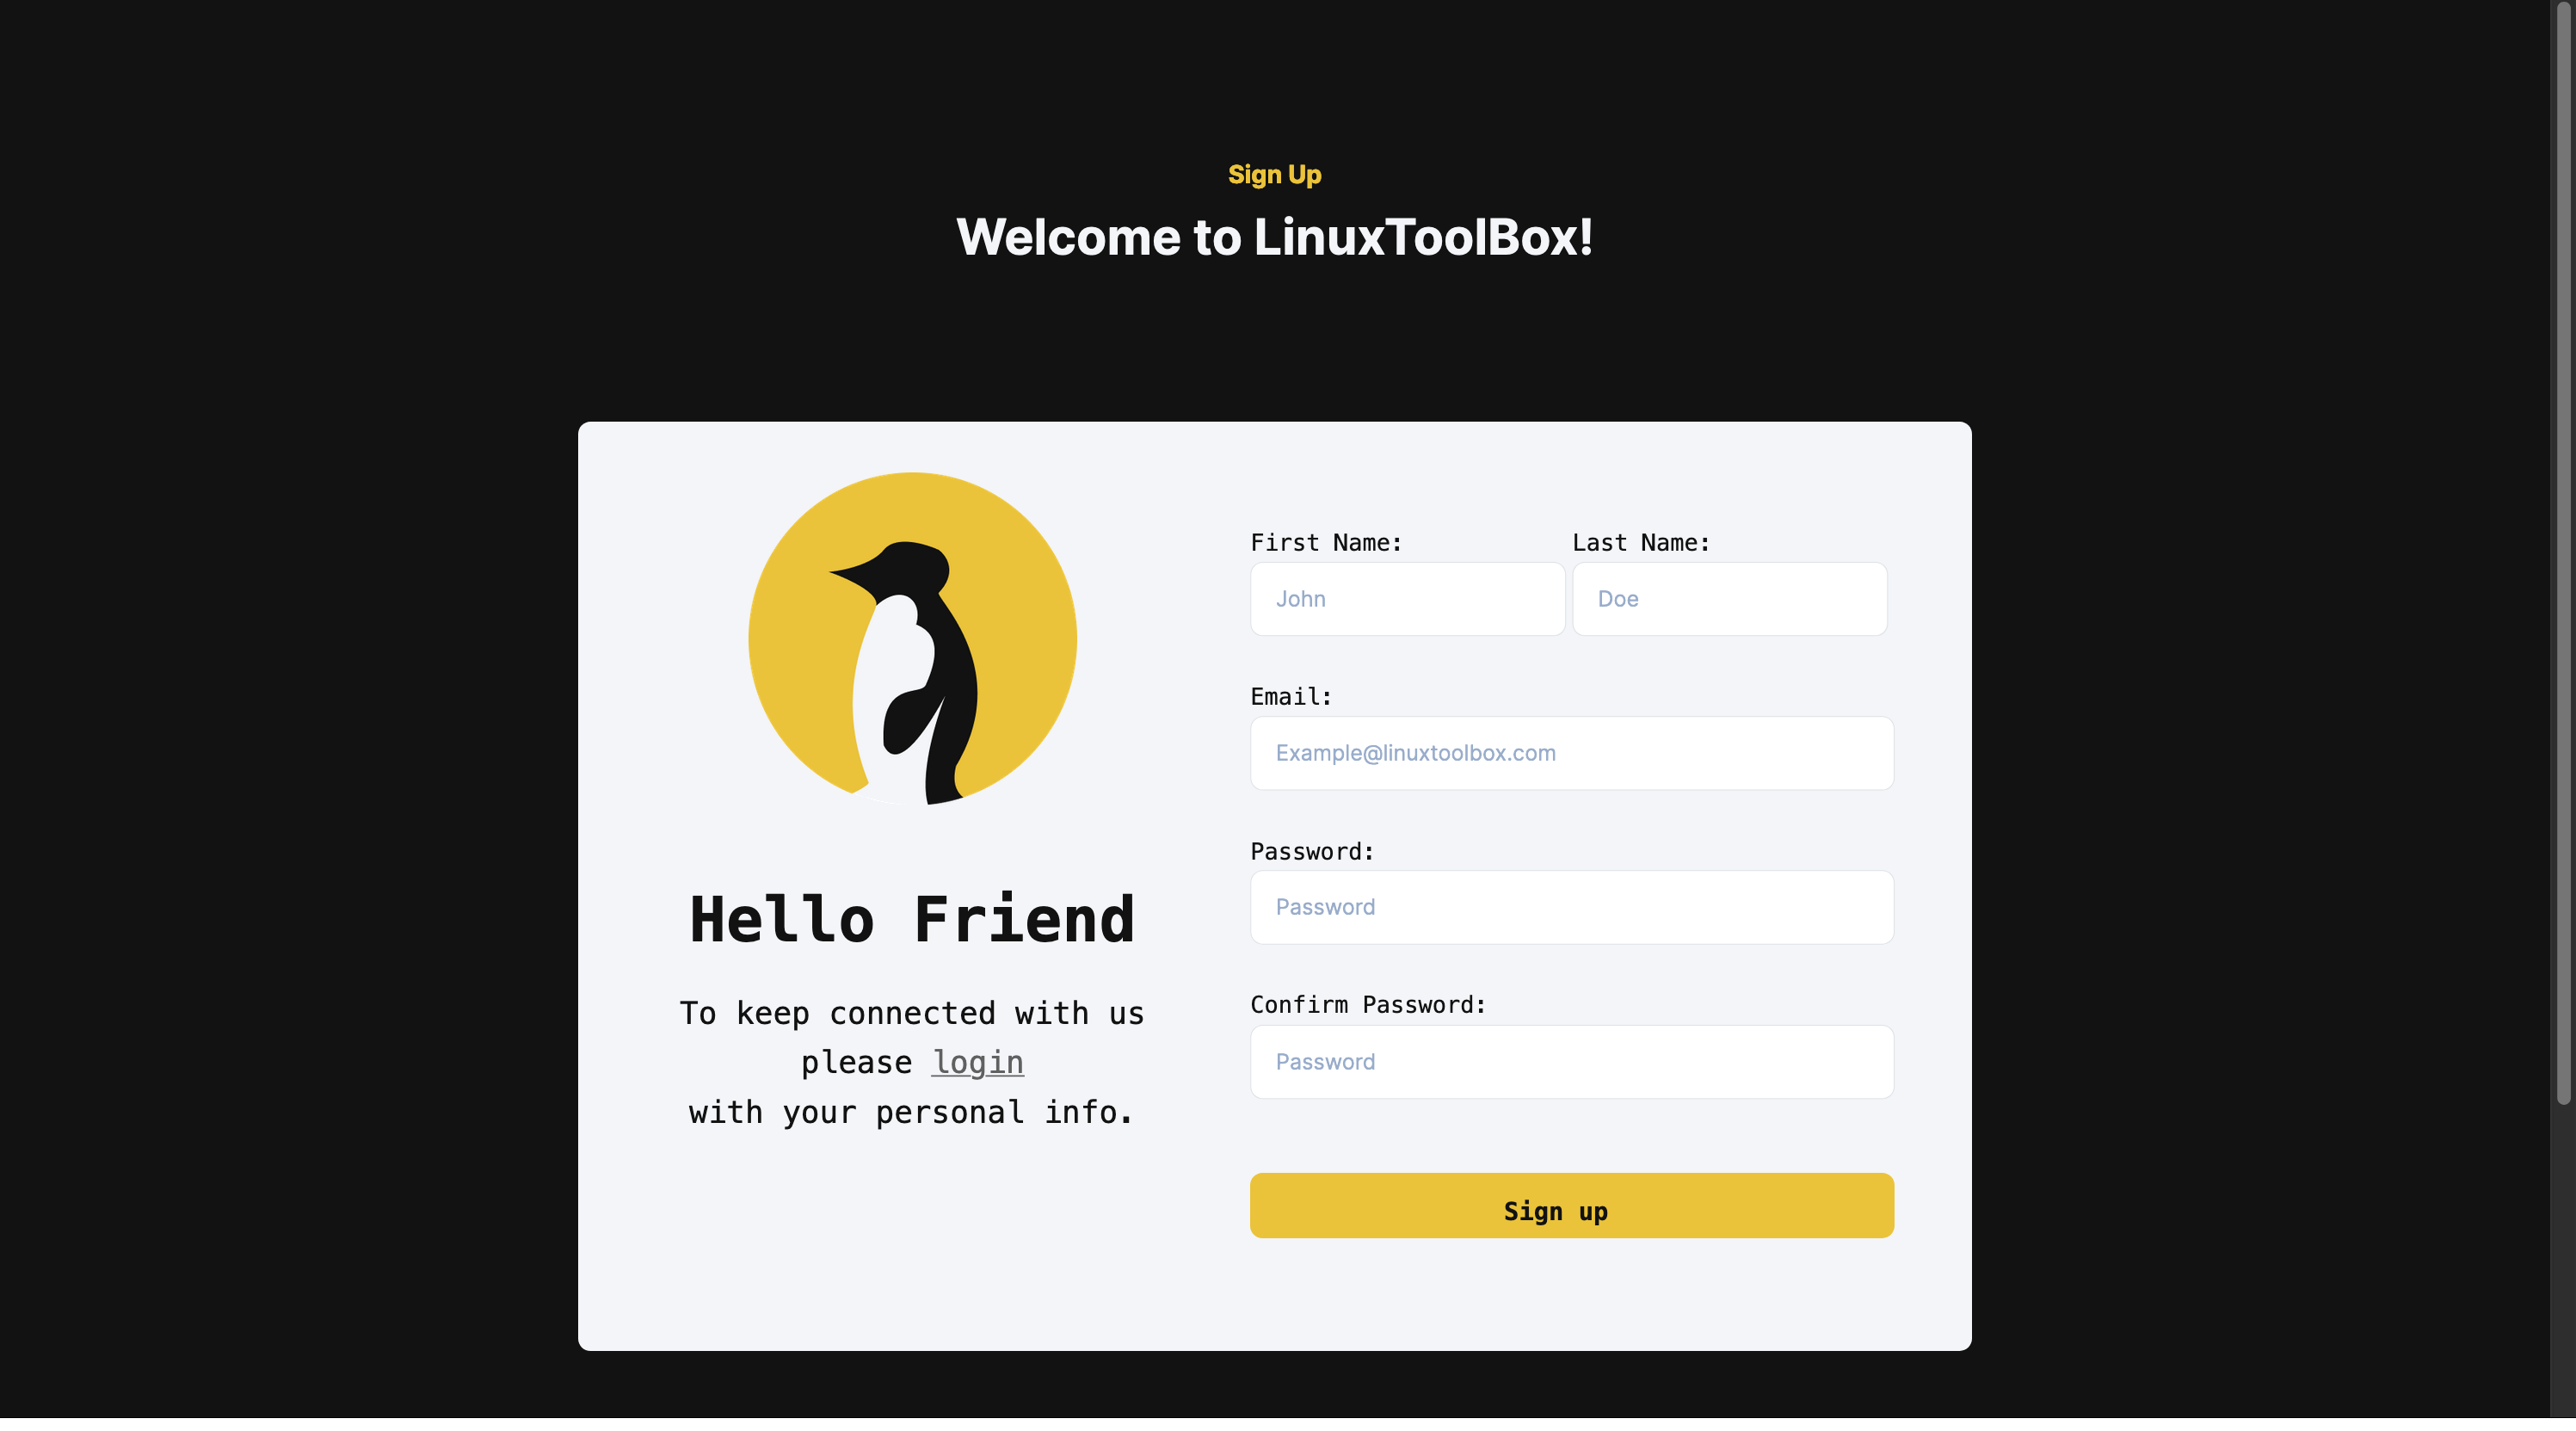 Sign Up
Welcome to LinuxToolBox!
Hello Friend
To keep connected with us
please login
with your personal info.
First Name:
Last Name:
John
Doe
Email:
Example@linuxtoolbox.com
Password:
Password
Confirm Password:
Password
Sign up